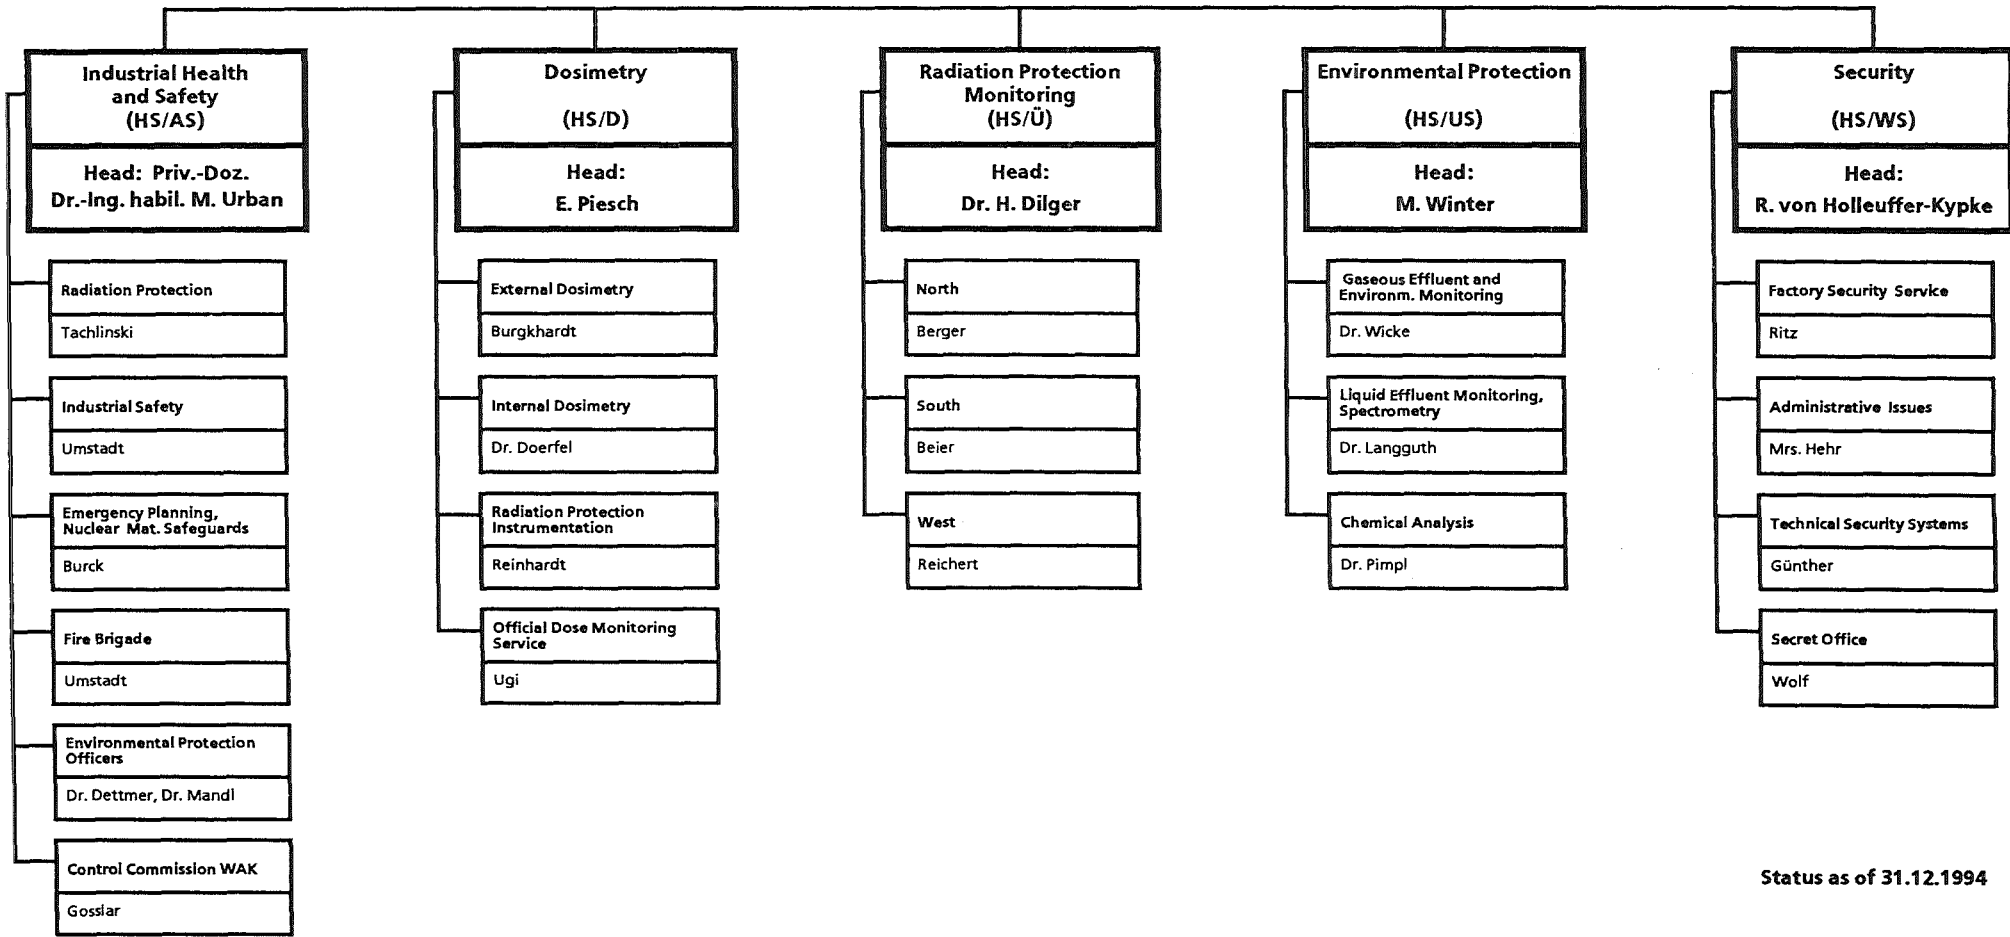 Industrial Health
and Safety
(HS/AS)
Head: Priv.-Doz.
Dr.-Ing. habil. M. Urban
Radiation Protection
Tachlinski
Industrial Safety
Umstadt
Emergency Planning,
Nuclear Mat. Safeguards
Burck
Fire Brigade
Umstadt
Environmental Protection
Officers
Dr. Dettmer, Dr. Mandl
Control Commission WAK
Gosslar
Dosimetry
(HS/D)
Head:
E. Piesch
External Dosimetry
Burgkhardt
Internal Dosimetry
Dr. Doerfel
Radiation Protection
Instrumentation
Reinhardt
Official Dose Monitoring
Service
Ugi
Radiation Protection
Monitoring
(HS/Ü)
Head:
Dr. H. Dilger
North
Berger
South
Beier
West
Reichert
Environmental Protection
(HS/US)
Head:
M. Winter
Gaseous Effluent and
Environm. Monitoring
Dr. Wicke
Liquid Effluent Monitoring,
Spectrometry
Dr. Langguth
Chemical Analysis
Dr. Pimpl
Security
(HS/WS)
Head:
R. von Holleuffer-Kypke
Factory Security Service
Ritz
Administrative Issues
Mrs. Hehr
Technical Security Systems
Günther
Secret Office
Wolf
Status as of 31.12.1994